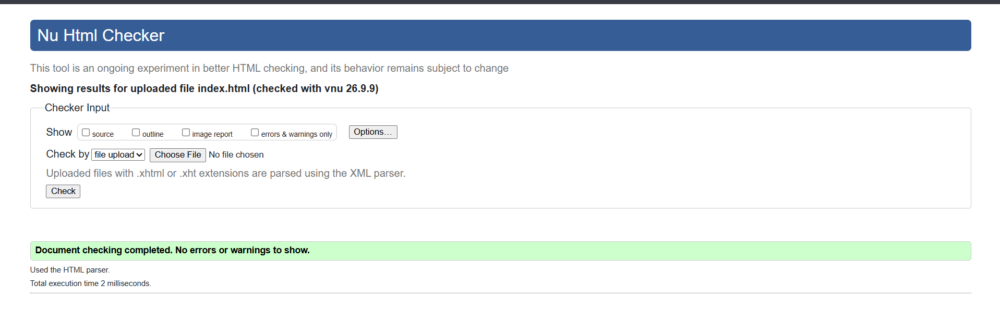 Nu Html Checker
This tool is an ongoing experiment in better HTML checking, and its behavior remains subject to change
Showing results for uploaded file index.html (checked with vnu 26.9.9)
Checker Input
Show source outline image report errors & warnings only Options…
Check by file upload Choose File No file chosen
Uploaded files with .xhtml or .xht extensions are parsed using the XML parser.
Check
Document checking completed. No errors or warnings to show.
Used the HTML parser.
Total execution time 2 milliseconds.